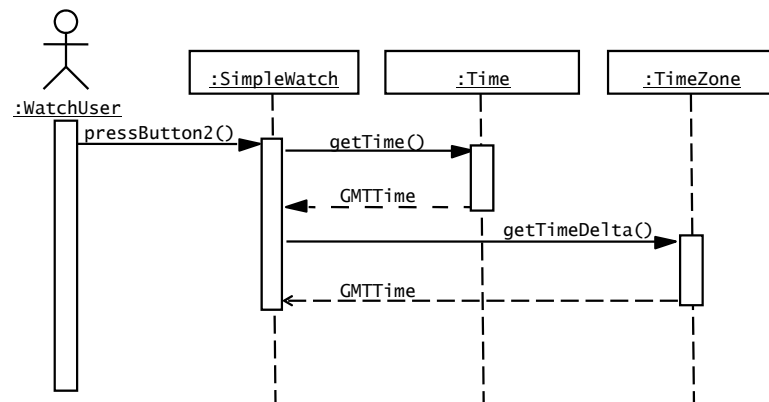 :SimpleWatch
:Time
:TimeZone
:WatchUser
pressButton2()
getTime()
GMTTime
getTimeDelta()
GMTTime